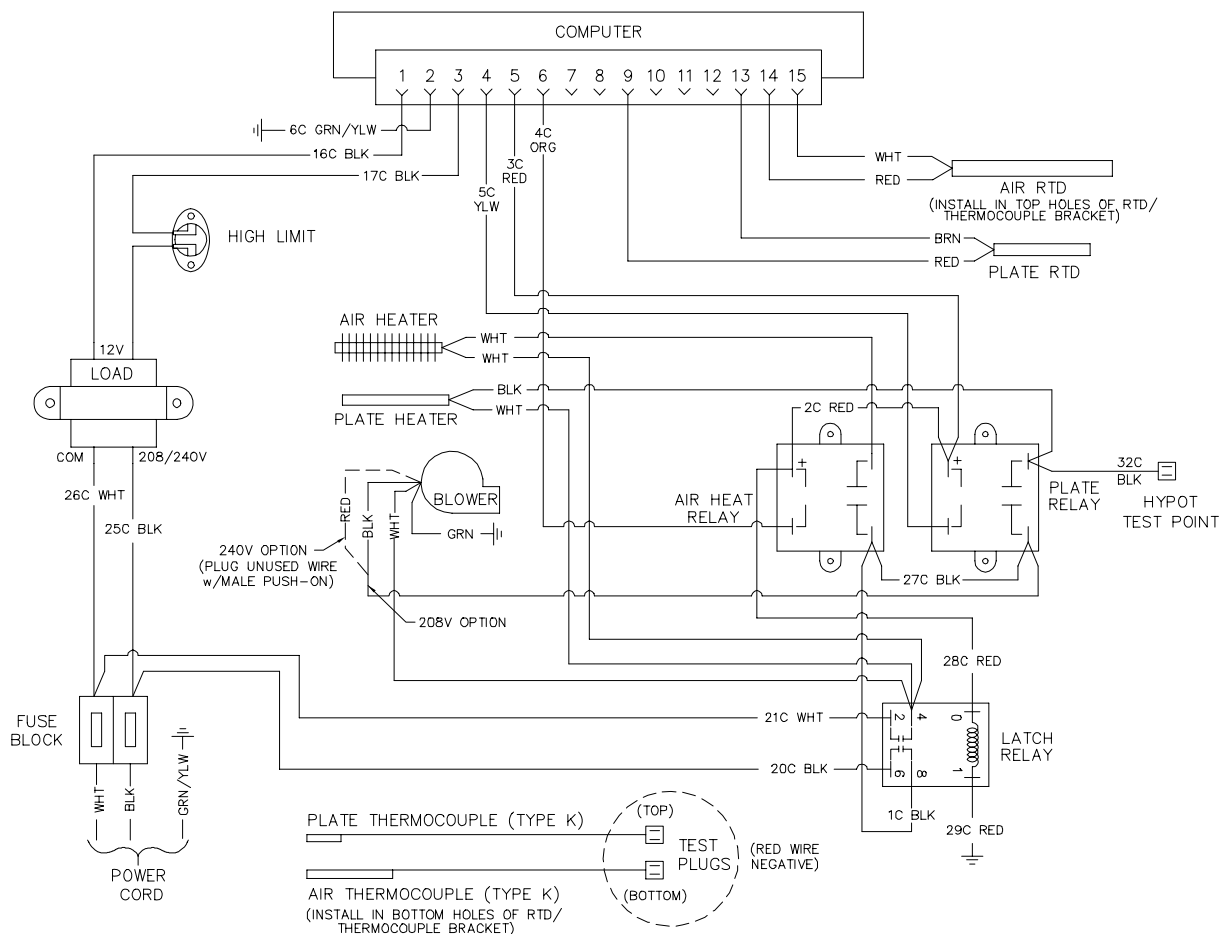 COMPUTER
1 2 3 4 5 6 7 8 9 10 11 12 13 14 15
6C GRN/YLW
16C BLK
17C BLK
4C
ORG
3C
RED
5C
YLW
WHT
RED
AIR RTD
(INSTALL IN TOP HOLES OF RTD/
THERMOCOUPLE BRACKET)
BRN
RED
PLATE RTD
HIGH LIMIT
AIR HEATER
WHT
WHT
PLATE HEATER
BLK
WHT
12V
LOAD
COM
208/240V
26C WHT
25C BLK
2C RED
+
+
AIR HEAT
RELAY
PLATE
RELAY
32C
BLK
HYPOT
TEST POINT
27C BLK
BLOWER
RED
BLK
WHT
GRN
240V OPTION
(PLUG UNUSED WIRE
w/MALE PUSH-ON)
208V OPTION
28C RED
21C WHT
20C BLK
2 4 0
6 8 1
LATCH
RELAY
1C BLK
29C RED
FUSE
BLOCK
WHT
BLK
GRN/YLW
POWER
CORD
PLATE THERMOCOUPLE (TYPE K)
(TOP)
TEST
PLUGS
(RED WIRE
NEGATIVE)
AIR THERMOCOUPLE (TYPE K)
(BOTTOM)
(INSTALL IN BOTTOM HOLES OF RTD/
THERMOCOUPLE BRACKET)